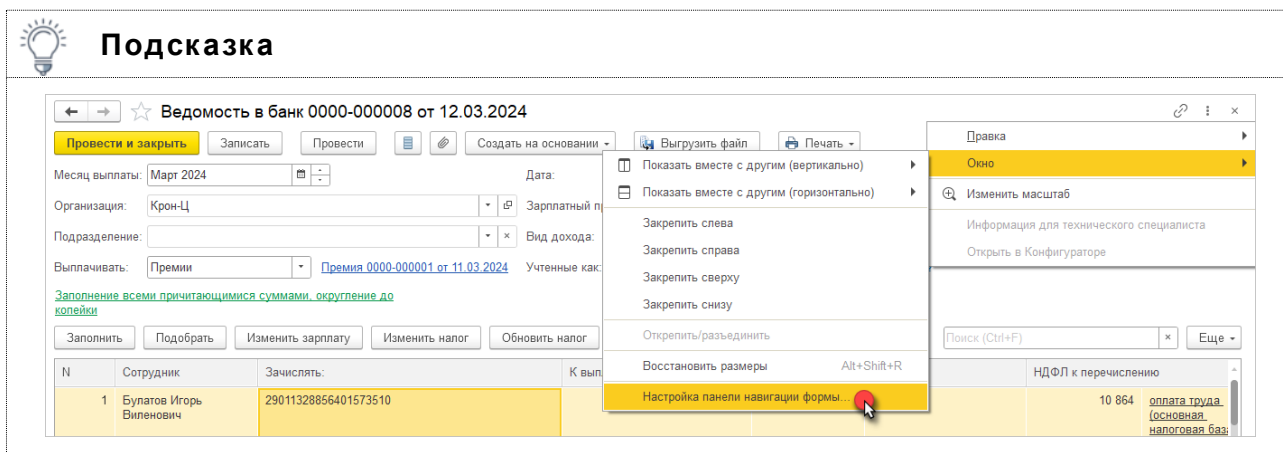 Подсказка
Ведомость в банк 0000-000008 от 12.03.2024
Провести и закрыть Записать Провести Создать на основании Выгрузить файл Печать
Правка
Окно
Изменить масштаб
Информация для технического специалиста
Открыть в Конфигураторе
Показать вместе с другим (вертикально)
Показать вместе с другим (горизонтально)
Закрепить слева
Закрепить справа
Закрепить сверху
Закрепить снизу
Открепить/разъединить
Восстановить размеры Alt+Shift+R
Настройка панели навигации формы...
Месяц выплаты: Март 2024 Дата:
Организация: Крон-Ц Зарплатный
Подразделение: Вид дохода:
Выплачивать: Премии Премия 0000-000001 от 11.03.2024 Учтенные как:
Заполнение всеми причитающимися суммами, округление до
копейки
Заполнить Подобрать Изменить зарплату Изменить налог Обновить налог Поиск (Ctrl+F) Еще
N Сотрудник Зачислять: К вып НДФЛ к перечислению
1 Булатов Игорь 29011328856401573510 10 864 оплата труда
Виленович (основная
налоговая база